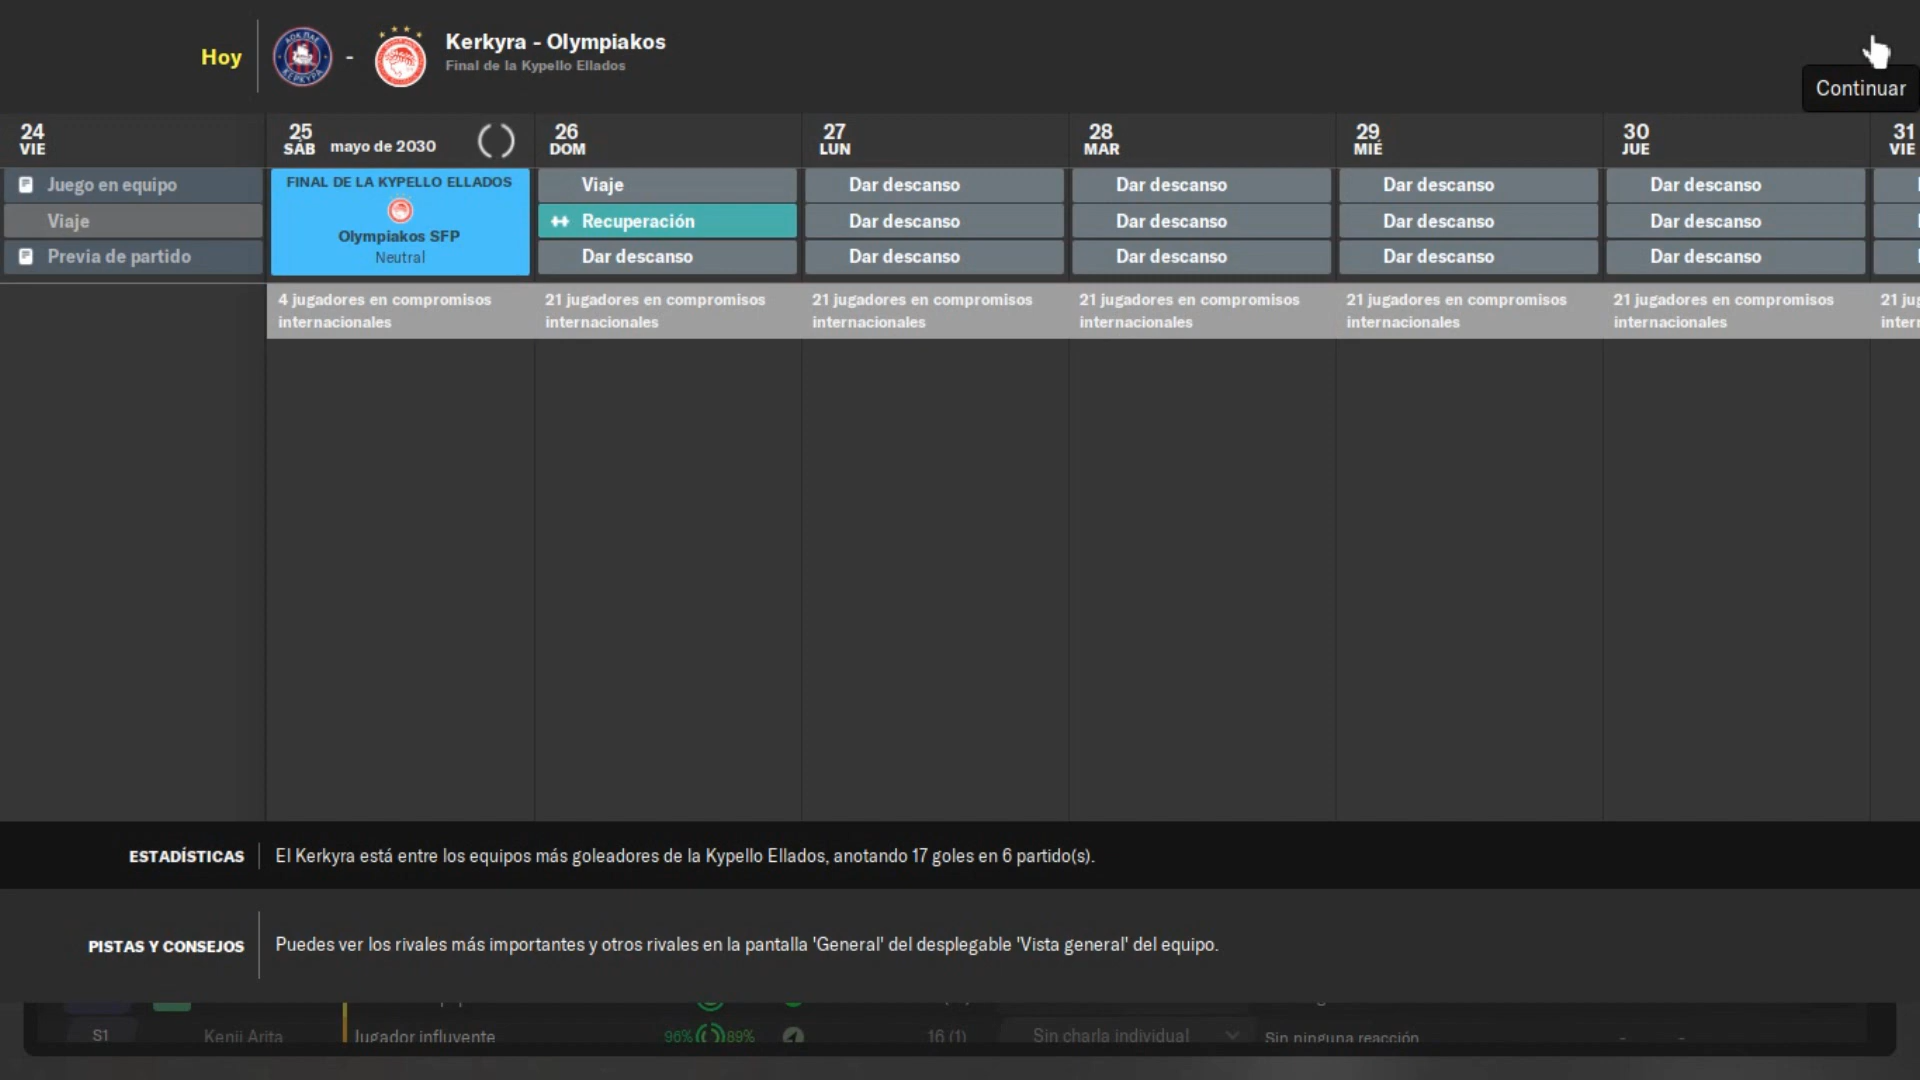 Hoy
Kerkyra - Olympiakos
Final de la Kypello Ellados
Continuar
24
VIE
25
SÁB mayo de 2030
26
DOM
27
LUN
28
MAR
29
MIÉ
30
JUE
31
VIE
Juego en equipo
Viaje
Previa de partido
FINAL DE LA KYPELLO ELLADOS
Olympiakos SFP
Neutral
Viaje
Recuperación
Dar descanso
Dar descanso
Dar descanso
Dar descanso
Dar descanso
Dar descanso
Dar descanso
Dar descanso
Dar descanso
Dar descanso
Dar descanso
Dar descanso
Dar descanso
4 jugadores en compromisos
internacionales
21 jugadores en compromisos
internacionales
21 jugadores en compromisos
internacionales
21 jugadores en compromisos
internacionales
21 jugadores en compromisos
internacionales
21 jugadores en compromisos
internacionales
ESTADÍSTICAS
El Kerkyra está entre los equipos más goleadores de la Kypello Ellados, anotando 17 goles en 6 partido(s).
PISTAS Y CONSEJOS
Puedes ver los rivales más importantes y otros rivales en la pantalla 'General' del desplegable 'Vista general' del equipo.
S1 Kenji Arita Jugador influyente 96% 89% 16 (1) Sin charla individual Sin ninguna reacción - -